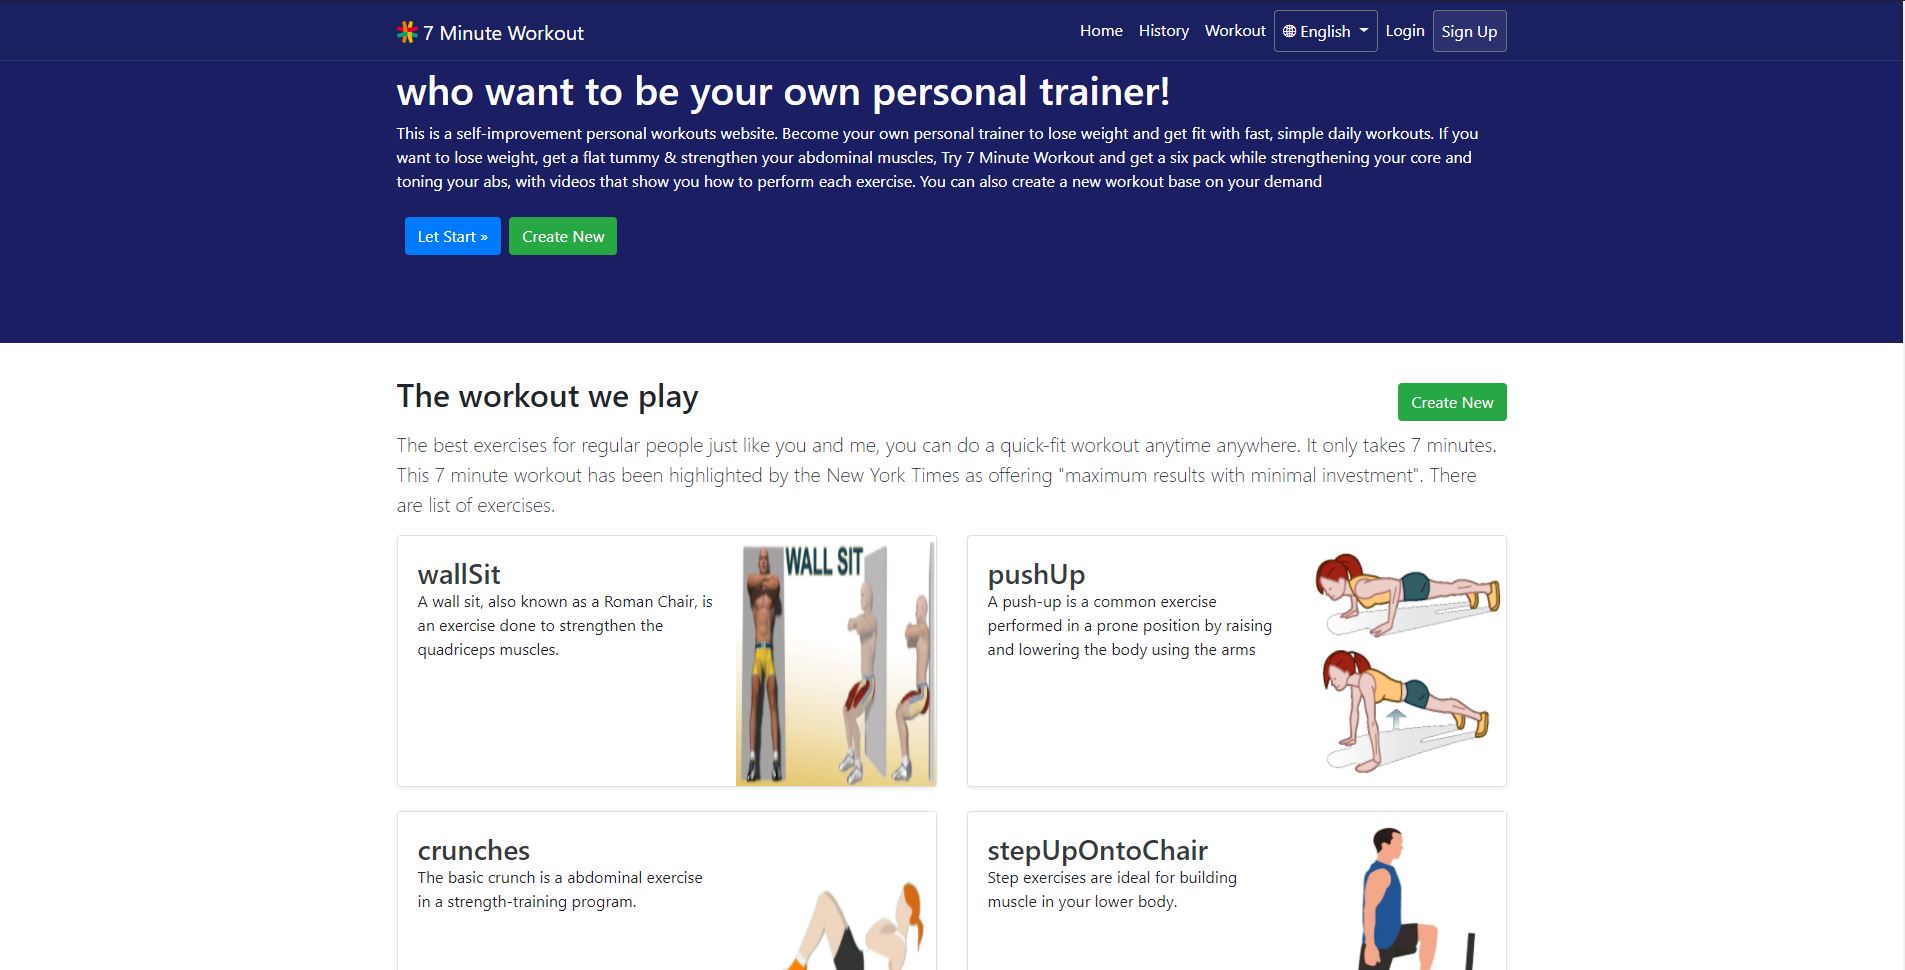 7 Minute Workout
Home History Workout English Login Sign Up
who want to be your own personal trainer!
This is a self-improvement personal workouts website. Become your own personal trainer to lose weight and get fit with fast, simple daily workouts. If you
want to lose weight, get a flat tummy & strengthen your abdominal muscles, Try 7 Minute Workout and get a six pack while strengthening your core and
toning your abs, with videos that show you how to perform each exercise. You can also create a new workout base on your demand
Let Start » Create New
The workout we play
Create New
The best exercises for regular people just like you and me, you can do a quick-fit workout anytime anywhere. It only takes 7 minutes.
This 7 minute workout has been highlighted by the New York Times as offering "maximum results with minimal investment". There
are list of exercises.
wallSit
A wall sit, also known as a Roman Chair, is
an exercise done to strengthen the
quadriceps muscles.
WALL SIT
pushUp
A push-up is a common exercise
performed in a prone position by raising
and lowering the body using the arms
crunches
The basic crunch is a abdominal exercise
in a strength-training program.
stepUpOntoChair
Step exercises are ideal for building
muscle in your lower body.